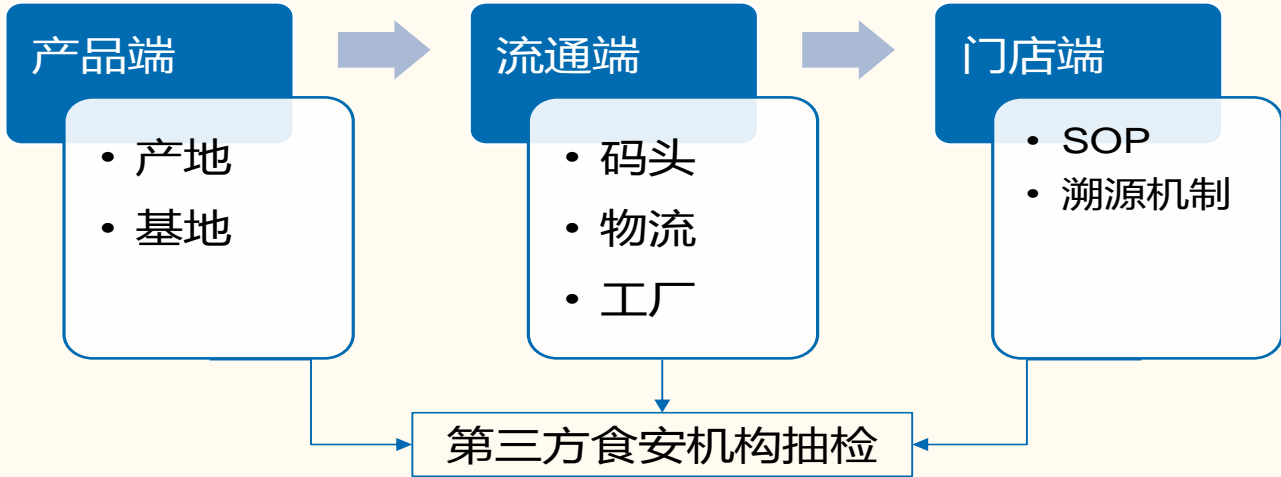 产品端
• 产地
• 基地
流通端
• 码头
• 物流
• 工厂
门店端
• SOP
• 溯源机制
第三方食安机构抽检